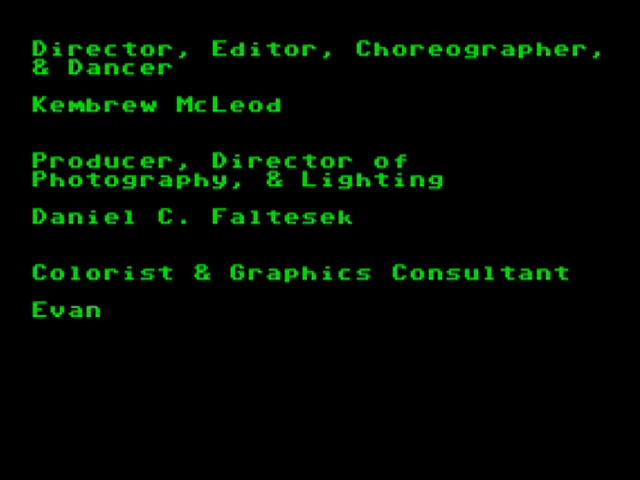 Director, Editor, Choreographer,
& Dancer
Kembrew McLeod
Producer, Director of
Photography, & Lighting
Daniel C. Faltesek
Colorist & Graphics Consultant
Evan